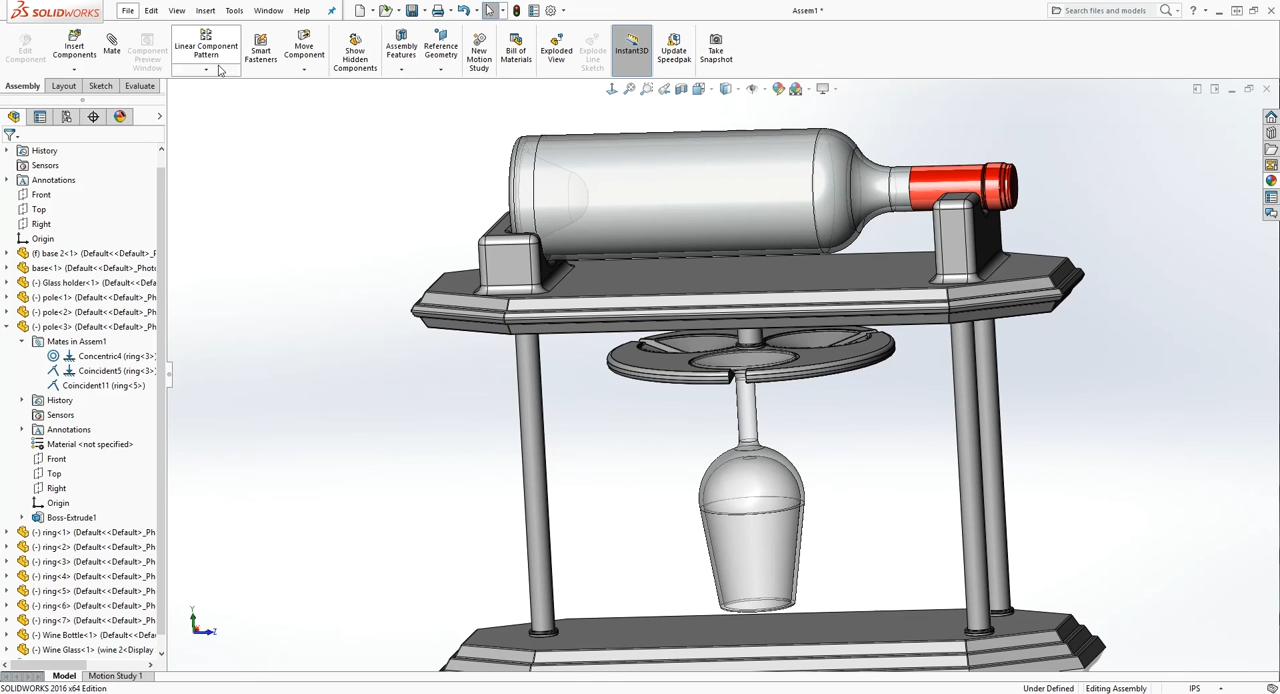 SOLIDWORKS File Edit View Insert Tools Window Help Assem1 * Search files and models
Edit Component
Insert Components
Mate
Component Preview Window
Linear Component Pattern
Smart Fasteners
Move Component
Show Hidden Components
Assembly Features
Reference Geometry
New Motion Study
Bill of Materials
Exploded View
Explode Line Sketch
Instant3D
Update Speedpak
Take Snapshot
Assembly Layout Sketch Evaluate
History
Sensors
Annotations
Front
Top
Right
Origin
(f) base 2<1> (Default<<Default>_P
base<1> (Default<<Default>_Photo
(-) Glass holder<1> (Default<<Defa
(-) pole<1> (Default<<Default>_Ph
(-) pole<2> (Default<<Default>_Ph
(-) pole<3> (Default<<Default>_Ph
Mates in Assem1
Concentric4 (ring<3>)
Coincident5 (ring<3>)
Coincident11 (ring<5>)
History
Sensors
Annotations
Material <not specified>
Front
Top
Right
Origin
Boss-Extrude1
(-) ring<1> (Default<<Default>_Ph
(-) ring<2> (Default<<Default>_Ph
(-) ring<3> (Default<<Default>_Ph
(-) ring<4> (Default<<Default>_Ph
(-) ring<5> (Default<<Default>_Ph
(-) ring<6> (Default<<Default>_Ph
(-) ring<7> (Default<<Default>_Ph
(-) Wine Bottle<1> (Default<<Defa
(-) Wine Glass<1> (wine 2<Display
Y
Z
Model Motion Study 1
SOLIDWORKS 2016 x64 Edition Under Defined Editing Assembly IPS